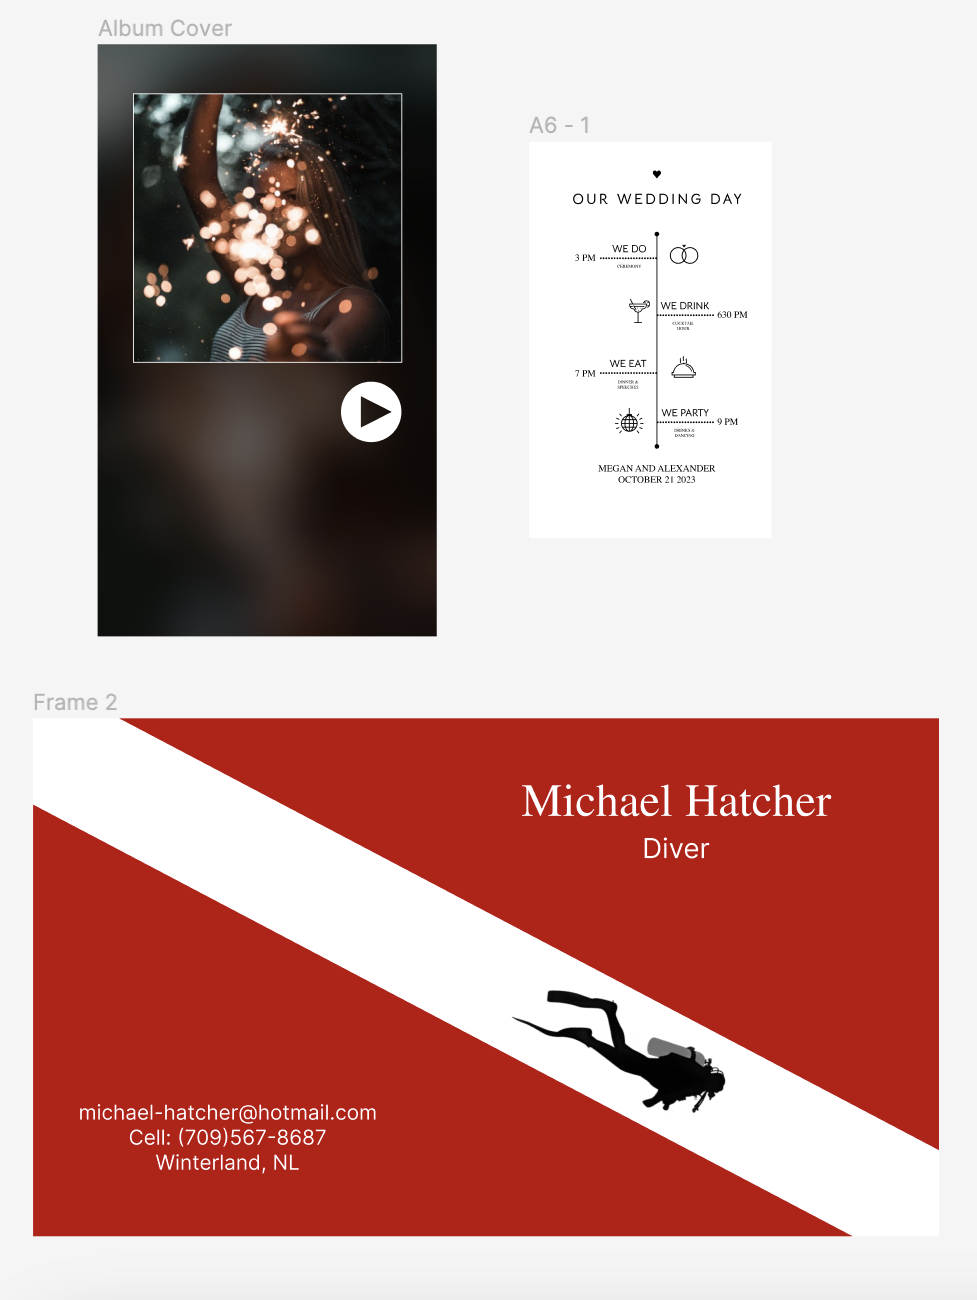 Album Cover
A6 - 1
OUR WEDDING DAY
WE DO
3 PM
CEREMONY
WE DRINK
630 PM
COCKTAIL
HOUR
WE EAT
7 PM
DINNER &
SPEECHES
WE PARTY
9 PM
DRINKS &
DANCING
MEGAN AND ALEXANDER
OCTOBER 21 2023
Frame 2
Michael Hatcher
Diver
michael-hatcher@hotmail.com
Cell: (709)567-8687
Winterland, NL